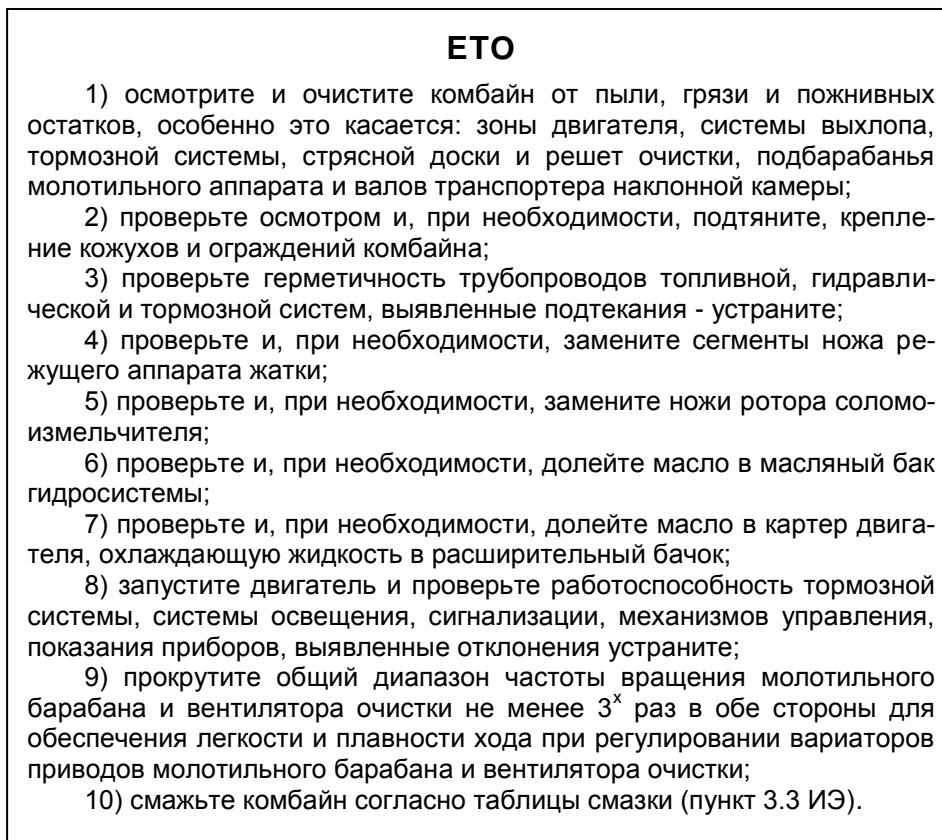 ЕТО
1) осмотрите и очистите комбайн от пыли, грязи и пожнивных
остатков, особенно это касается: зоны двигателя, системы выхлопа,
тормозной системы, стрясной доски и решет очистки, подбарабанья
молотильного аппарата и валов транспортера наклонной камеры;
2) проверьте осмотром и, при необходимости, подтяните, крепле-
ние кожухов и ограждений комбайна;
3) проверьте герметичность трубопроводов топливной, гидравли-
ческой и тормозной систем, выявленные подтекания - устраните;
4) проверьте и, при необходимости, замените сегменты ножа ре-
жущего аппарата жатки;
5) проверьте и, при необходимости, замените ножи ротора соломо-
измельчителя;
6) проверьте и, при необходимости, долейте масло в масляный бак
гидросистемы;
7) проверьте и, при необходимости, долейте масло в картер двига-
теля, охлаждающую жидкость в расширительный бачок;
8) запустите двигатель и проверьте работоспособность тормозной
системы, системы освещения, сигнализации, механизмов управления,
показания приборов, выявленные отклонения устраните;
9) прокрутите общий диапазон частоты вращения молотильного
барабана и вентилятора очистки не менее 3ˣ раз в обе стороны для
обеспечения легкости и плавности хода при регулировании вариаторов
приводов молотильного барабана и вентилятора очистки;
10) смажьте комбайн согласно таблицы смазки (пункт 3.3 ИЭ).